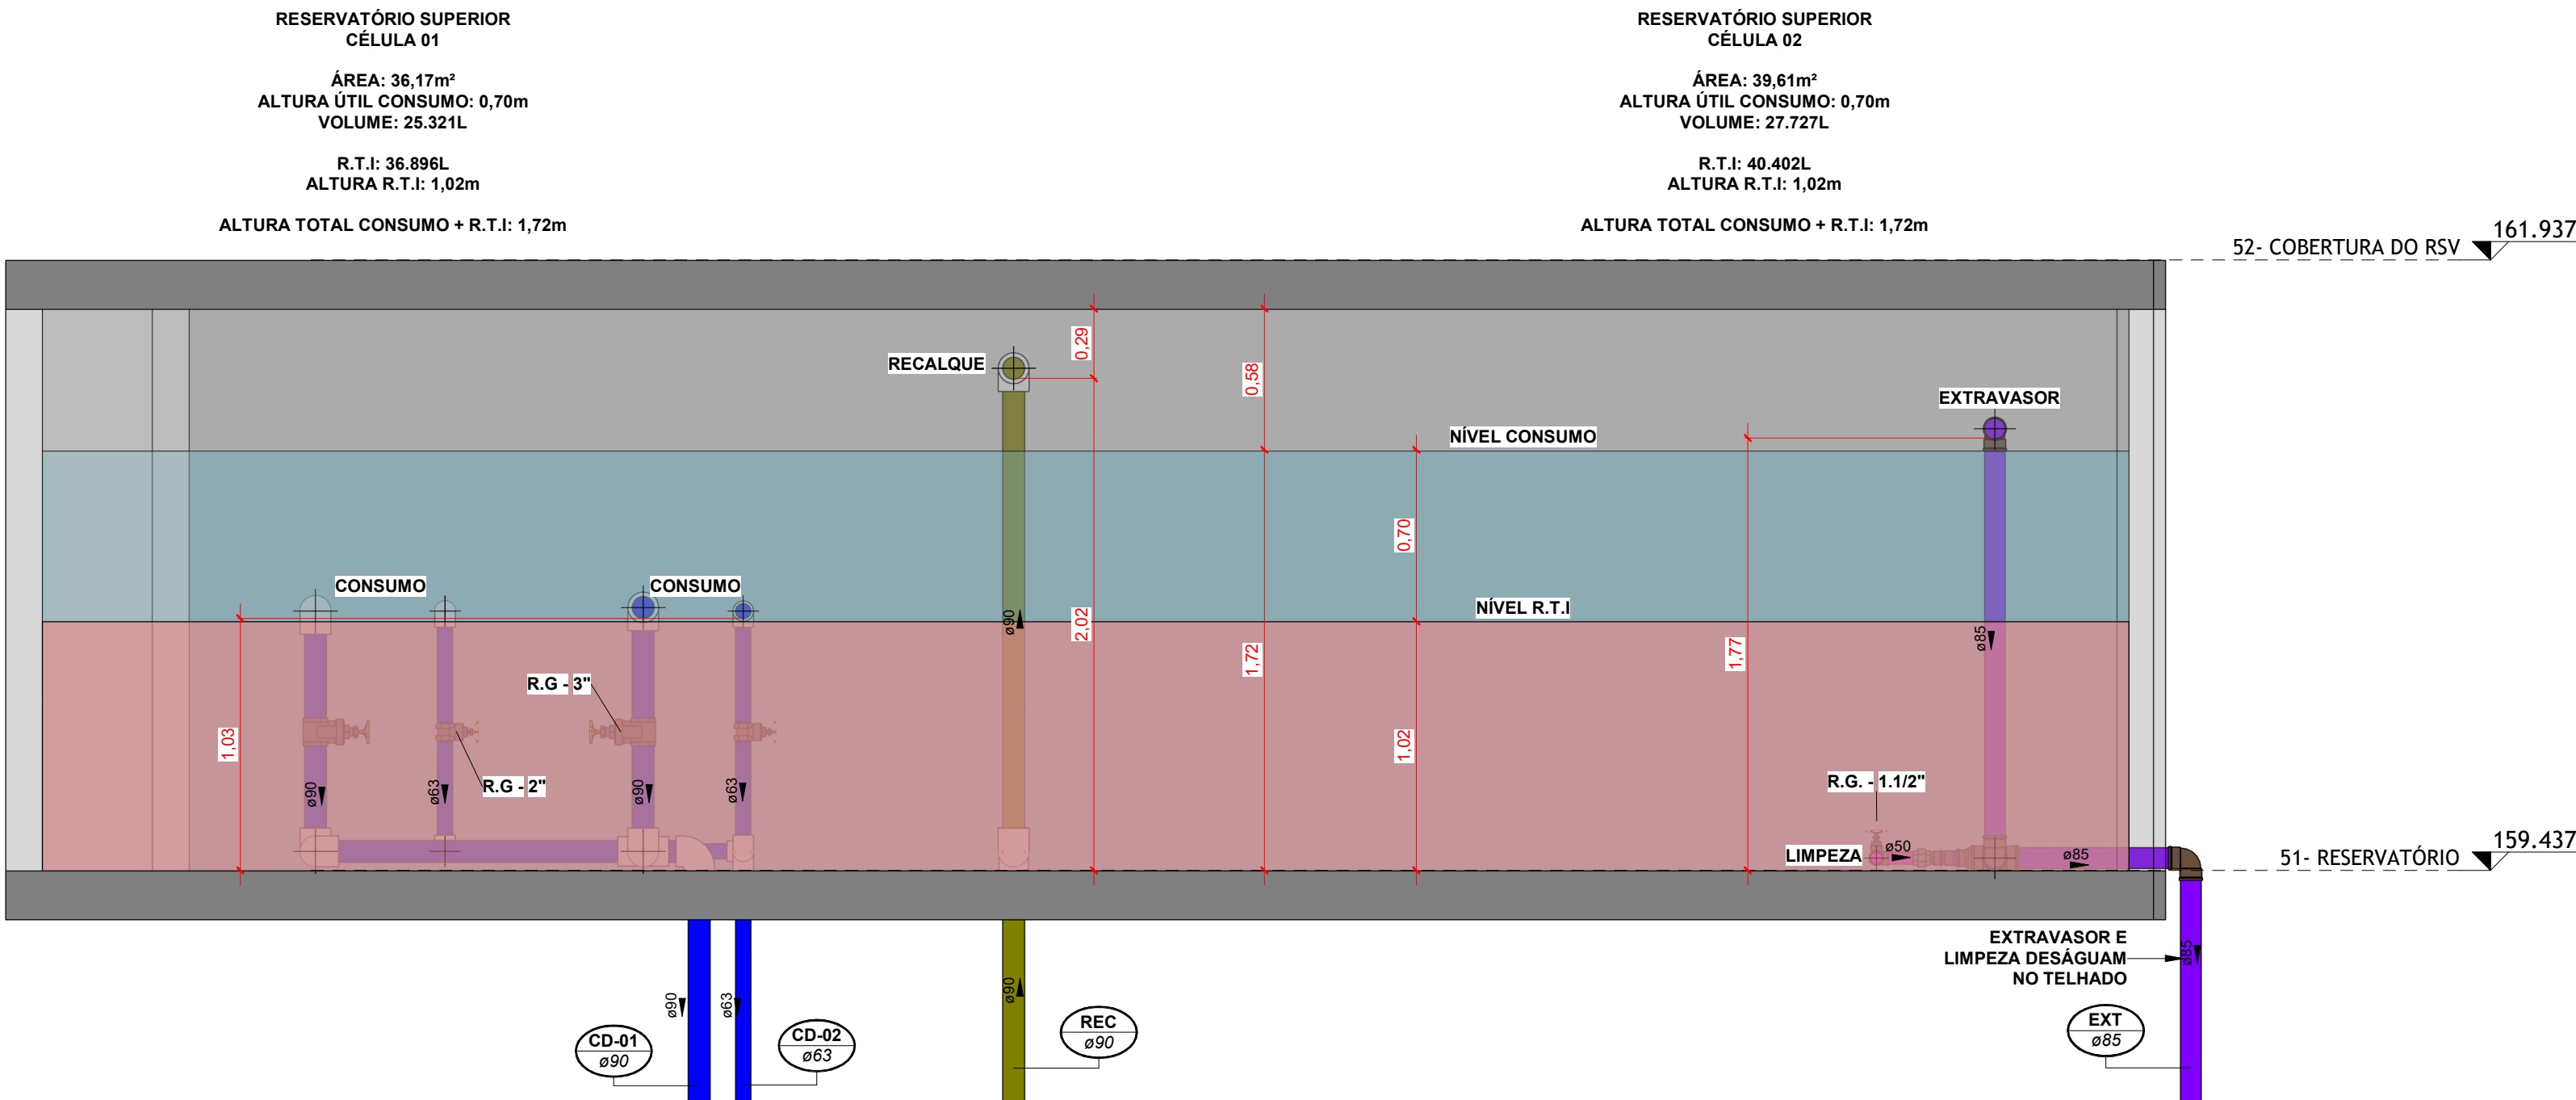 RESERVATÓRIO SUPERIOR
CÉLULA 01
ÁREA: 36,17m²
ALTURA ÚTIL CONSUMO: 0,70m
VOLUME: 25.321L
R.T.I: 36.896L
ALTURA R.T.I: 1,02m
ALTURA TOTAL CONSUMO + R.T.I: 1,72m
RESERVATÓRIO SUPERIOR
CÉLULA 02
ÁREA: 39,61m²
ALTURA ÚTIL CONSUMO: 0,70m
VOLUME: 27.727L
R.T.I: 40.402L
ALTURA R.T.I: 1,02m
ALTURA TOTAL CONSUMO + R.T.I: 1,72m
161.937
52- COBERTURA DO RSV
0,29
RECALQUE
0,58
EXTRAVASOR
NÍVEL CONSUMO
0,70
CONSUMO
CONSUMO
NÍVEL R.T.I
ø90
2,02
ø85
1,72
1,77
R.G - 3"
1,03
1,02
R.G - 2"
R.G. - 1.1/2"
ø90
ø63
ø90
ø63
LIMPEZA
ø50
ø85
159.437
51- RESERVATÓRIO
EXTRAVASOR E
LIMPEZA DESÁGUAM
NO TELHADO
ø85
ø90
ø63
ø90
CD-01
ø90
CD-02
ø63
REC
ø90
EXT
ø85